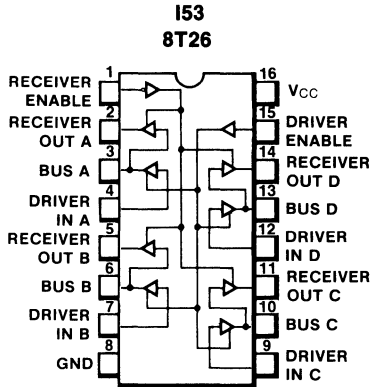 I53
8T26
1
RECEIVER
ENABLE
2
RECEIVER
OUT A
3
BUS A
4
DRIVER
IN A
5
RECEIVER
OUT B
6
BUS B
7
DRIVER
IN B
8
GND
16
VCC
15
DRIVER
ENABLE
14
RECEIVER
OUT D
13
BUS D
12
DRIVER
IN D
11
RECEIVER
OUT C
10
BUS C
9
DRIVER
IN C